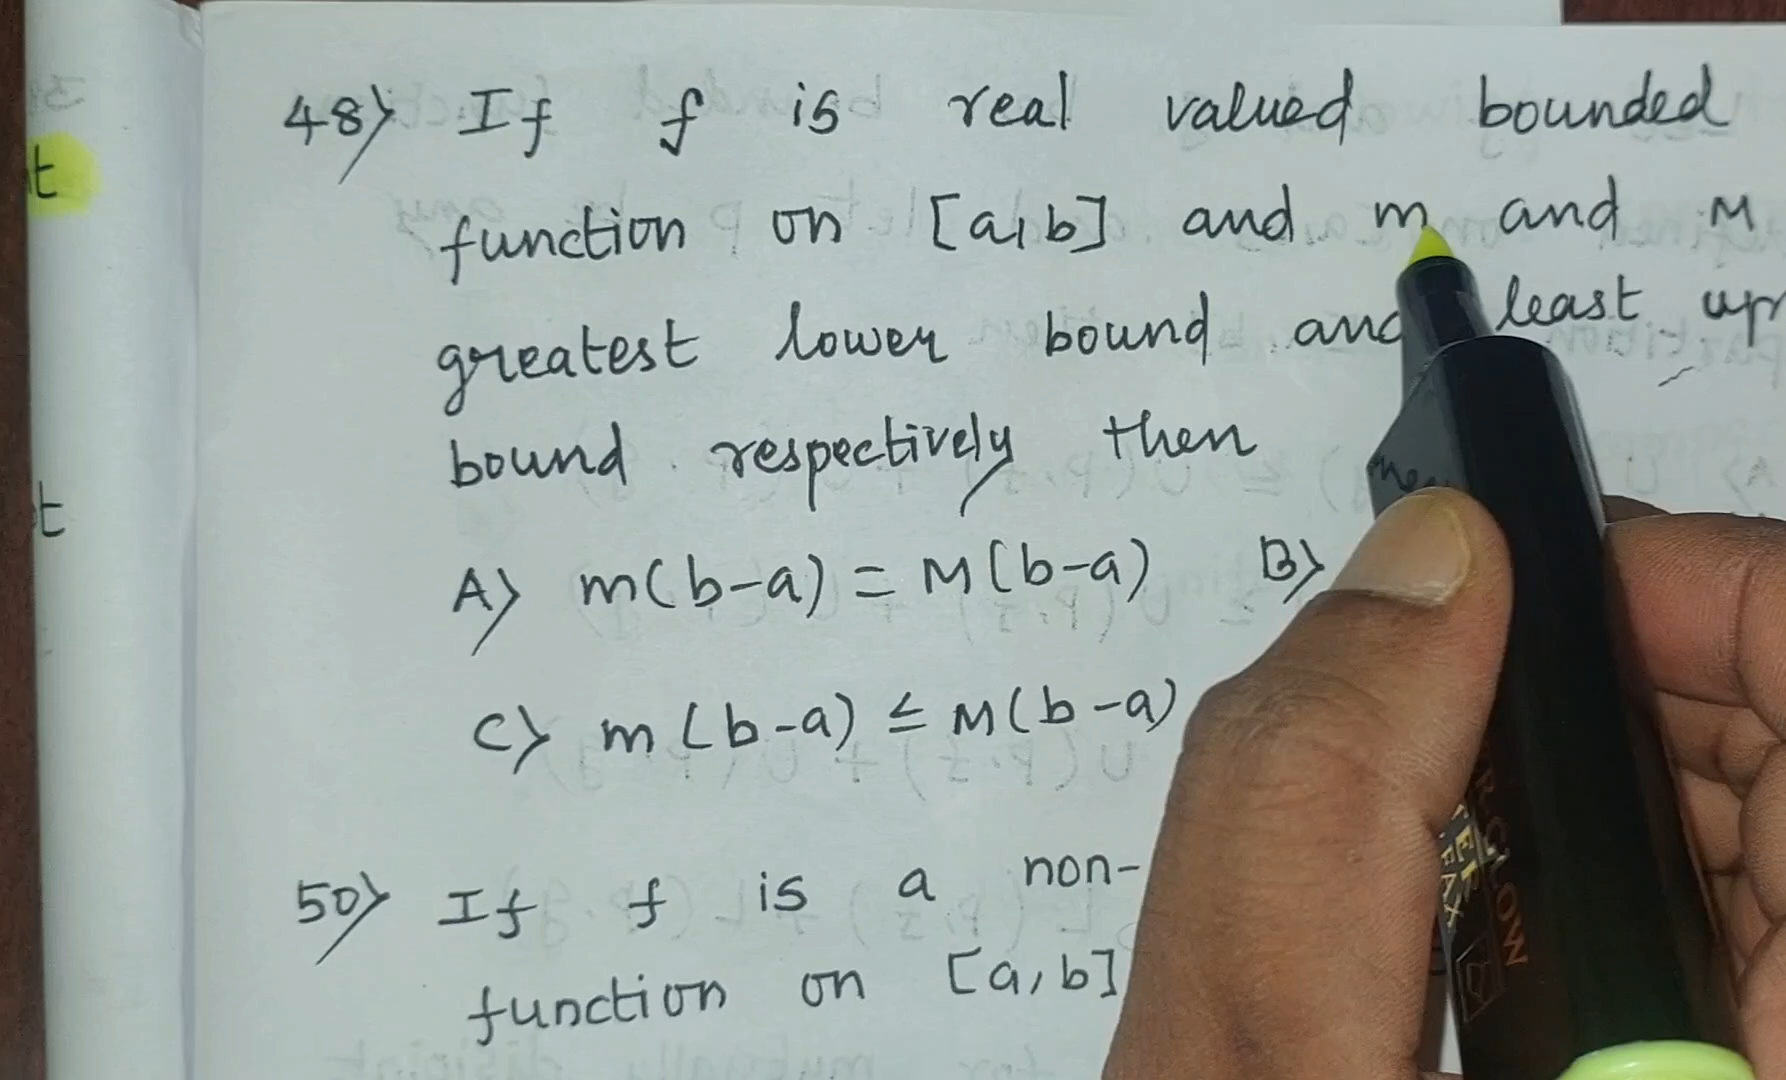 48) If f is real valued bounded
function on [a,b] and m and M
greatest lower bound and least
bound respectively then
A) m(b-a) = M(b-a) B)
C) m(b-a) ≤ M(b-a)
50) If f is a non-
function on [a,b]
t
t